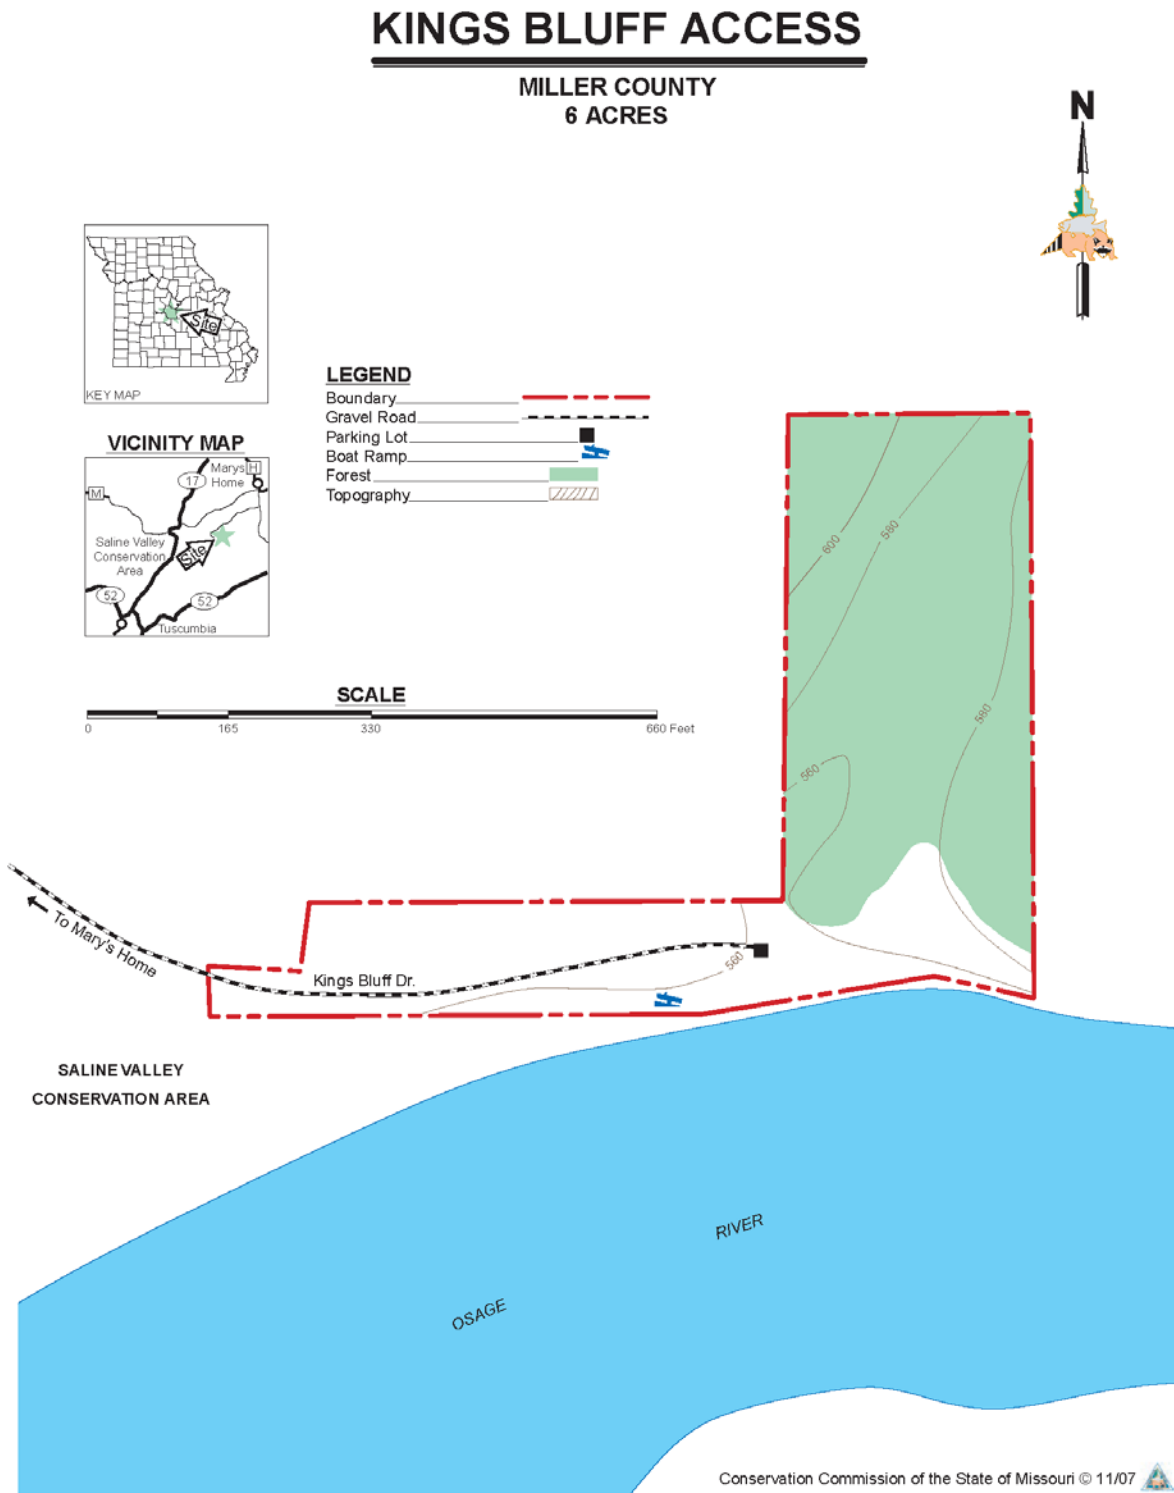 KINGS BLUFF ACCESS
MILLER COUNTY
6 ACRES
N
Site
KEY MAP
LEGEND
Boundary
Gravel Road
Parking Lot
Boat Ramp
Forest
Topography
VICINITY MAP
17
Marys
Home
H
M
Saline Valley
Conservation
Area
Site
52
52
Tuscumbia
SCALE
0 165 330 660 Feet
600
580
580
560
560
To Mary's Home
Kings Bluff Dr.
SALINE VALLEY
CONSERVATION AREA
RIVER
OSAGE
Conservation Commission of the State of Missouri © 11/07